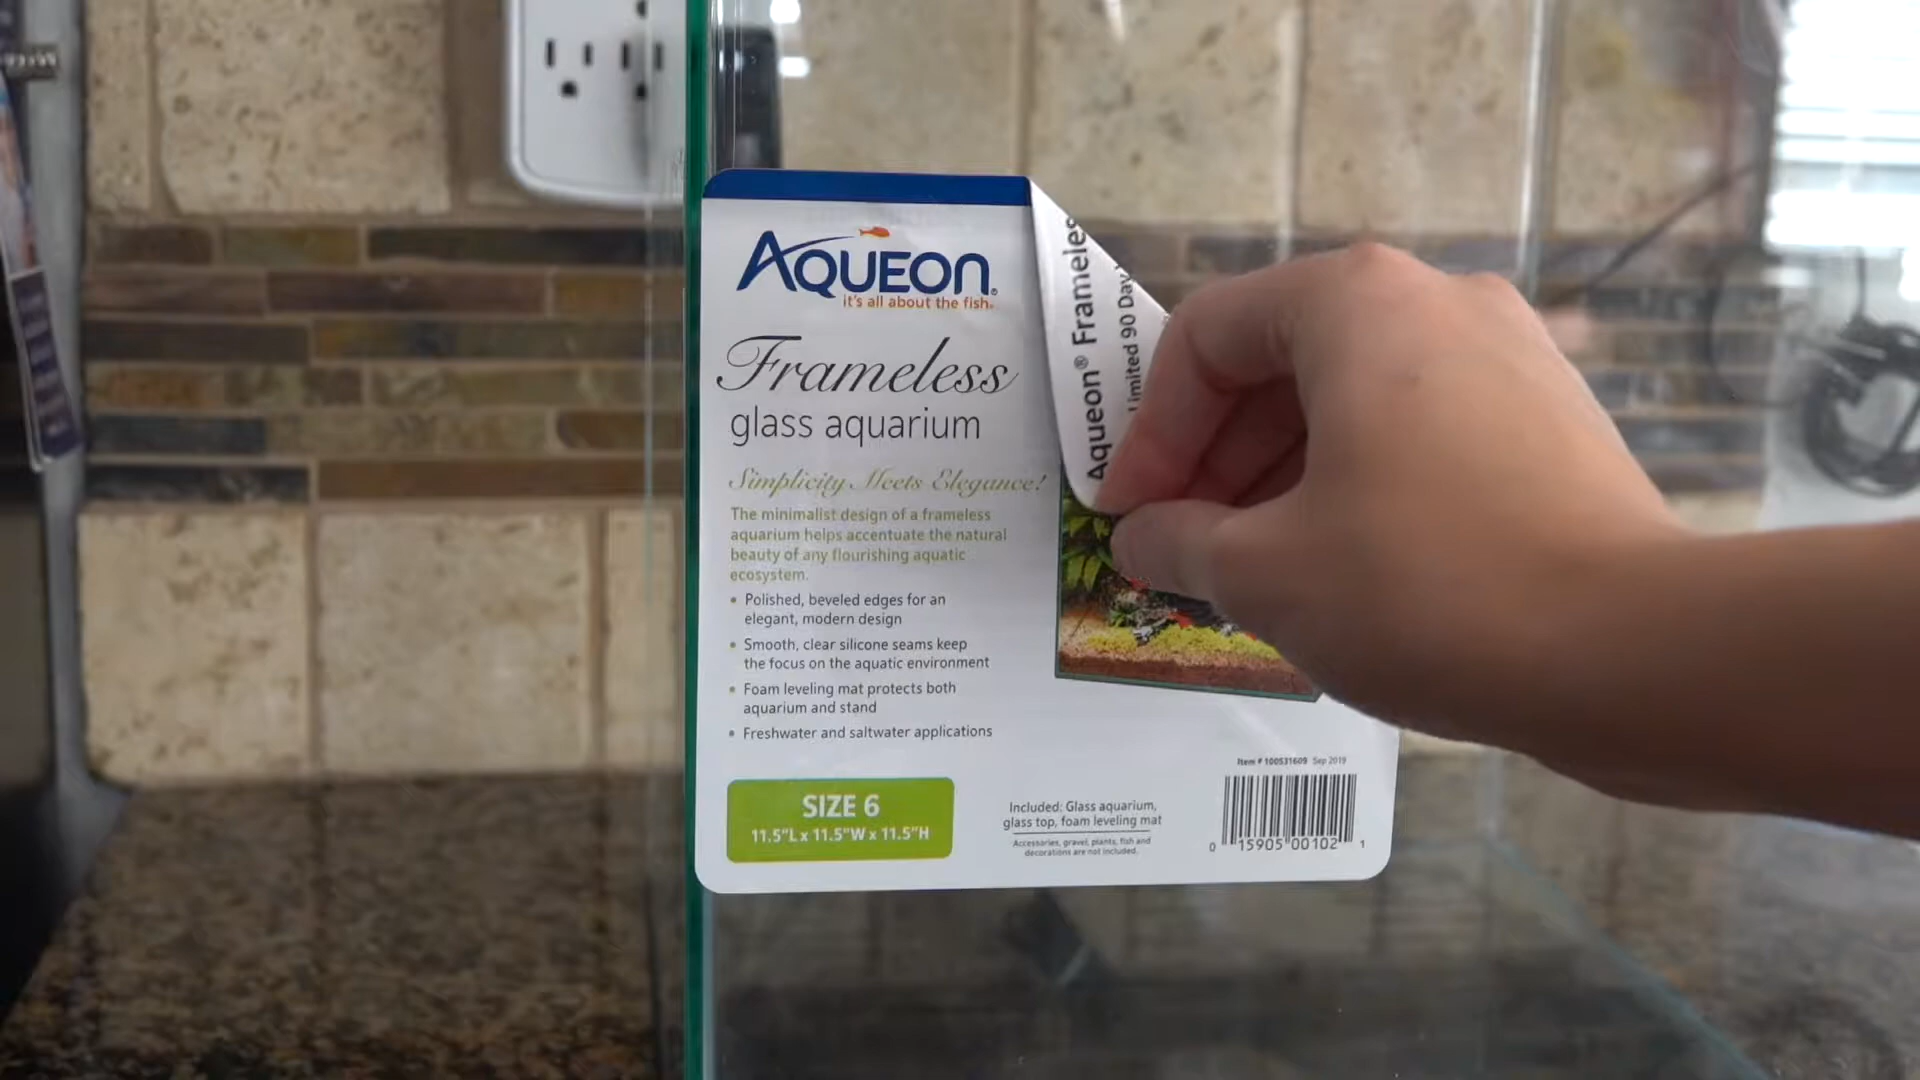 AQUEON®
it's all about the fish®
Frameless
glass aquarium
Simplicity Meets Elegance!
The minimalist design of a frameless
aquarium helps accentuate the natural
beauty of any flourishing aquatic
ecosystem.
• Polished, beveled edges for an
elegant, modern design
• Smooth, clear silicone seams keep
the focus on the aquatic environment
• Foam leveling mat protects both
aquarium and stand
• Freshwater and saltwater applications
SIZE 6
11.5"L x 11.5"W x 11.5"H
Included: Glass aquarium,
glass top, foam leveling mat
Accessories, gravel, plants, fish and
decorations are not included.
Item # 100531609 Sep 2019
0 15905 00102 1
Aqueon® Frameles
Limited 90 Day